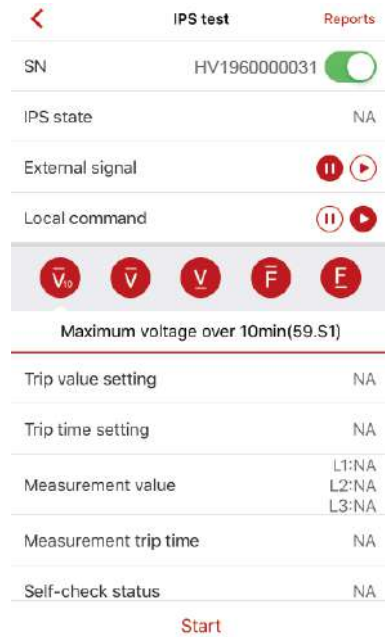 IPS test Reports
SN HV1960000031
IPS state NA
External signal
Local command
V̅₁₀ V̅ V̲ F̅ F̲
Maximum voltage over 10min(59.S1)
Trip value setting NA
Trip time setting NA
L1:NA
Measurement value L2:NA
L3:NA
Measurement trip time NA
Self-check status NA
Start